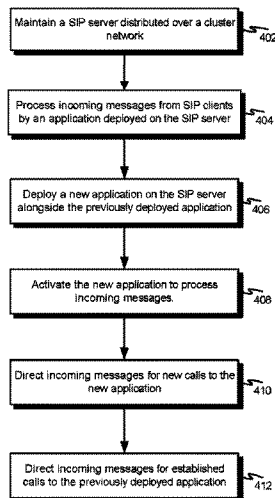 Maintain a SIP server distributed over a cluster
network
402
Process incoming messages from SIP clients
by an application deployed on the SIP server
404
Deploy a new application on the SIP server
alongside the previously deployed application
406
Activate the new application to process
incoming messages.
408
Direct incoming messages for new calls to the
new application
410
Direct incoming messages for established
calls to the previously deployed application
412